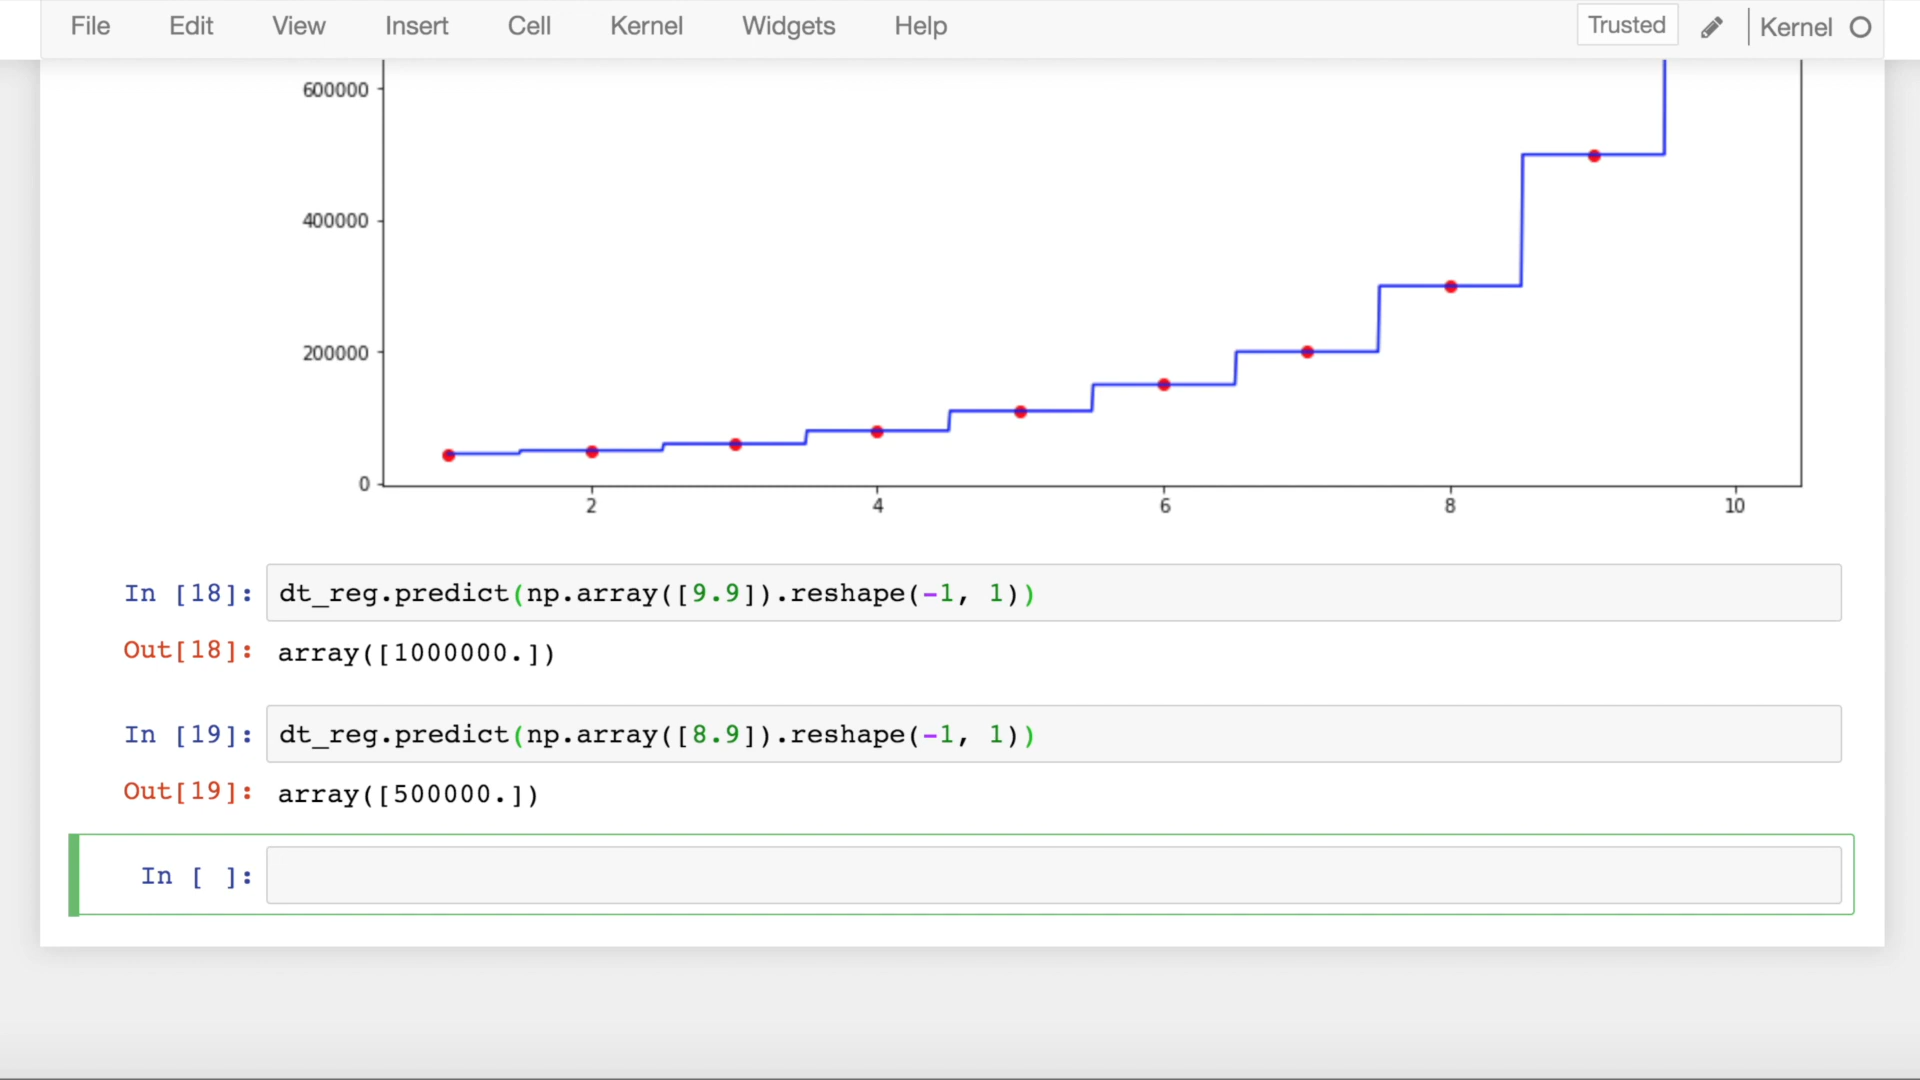 File Edit View Insert Cell Kernel Widgets Help Trusted Kernel
600000
400000
200000
0
2 4 6 8 10
In [18]: dt_reg.predict(np.array([9.9]).reshape(-1, 1))
Out[18]: array([1000000.])
In [19]: dt_reg.predict(np.array([8.9]).reshape(-1, 1))
Out[19]: array([500000.])
In [ ]: